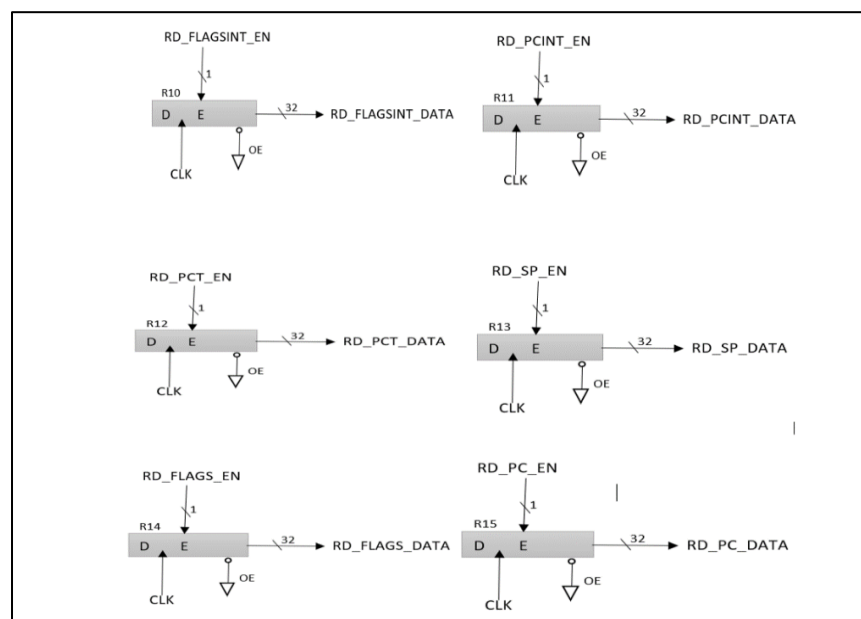 RD_FLAGSINT_EN
1
R10
D E
32
RD_FLAGSINT_DATA
OE
CLK
RD_PCINT_EN
1
R11
D E
32
RD_PCINT_DATA
OE
CLK
RD_PCT_EN
1
R12
D E
32
RD_PCT_DATA
OE
CLK
RD_SP_EN
1
R13
D E
32
RD_SP_DATA
OE
CLK
RD_FLAGS_EN
1
R14
D E
32
RD_FLAGS_DATA
OE
CLK
RD_PC_EN
1
R15
D E
32
RD_PC_DATA
OE
CLK